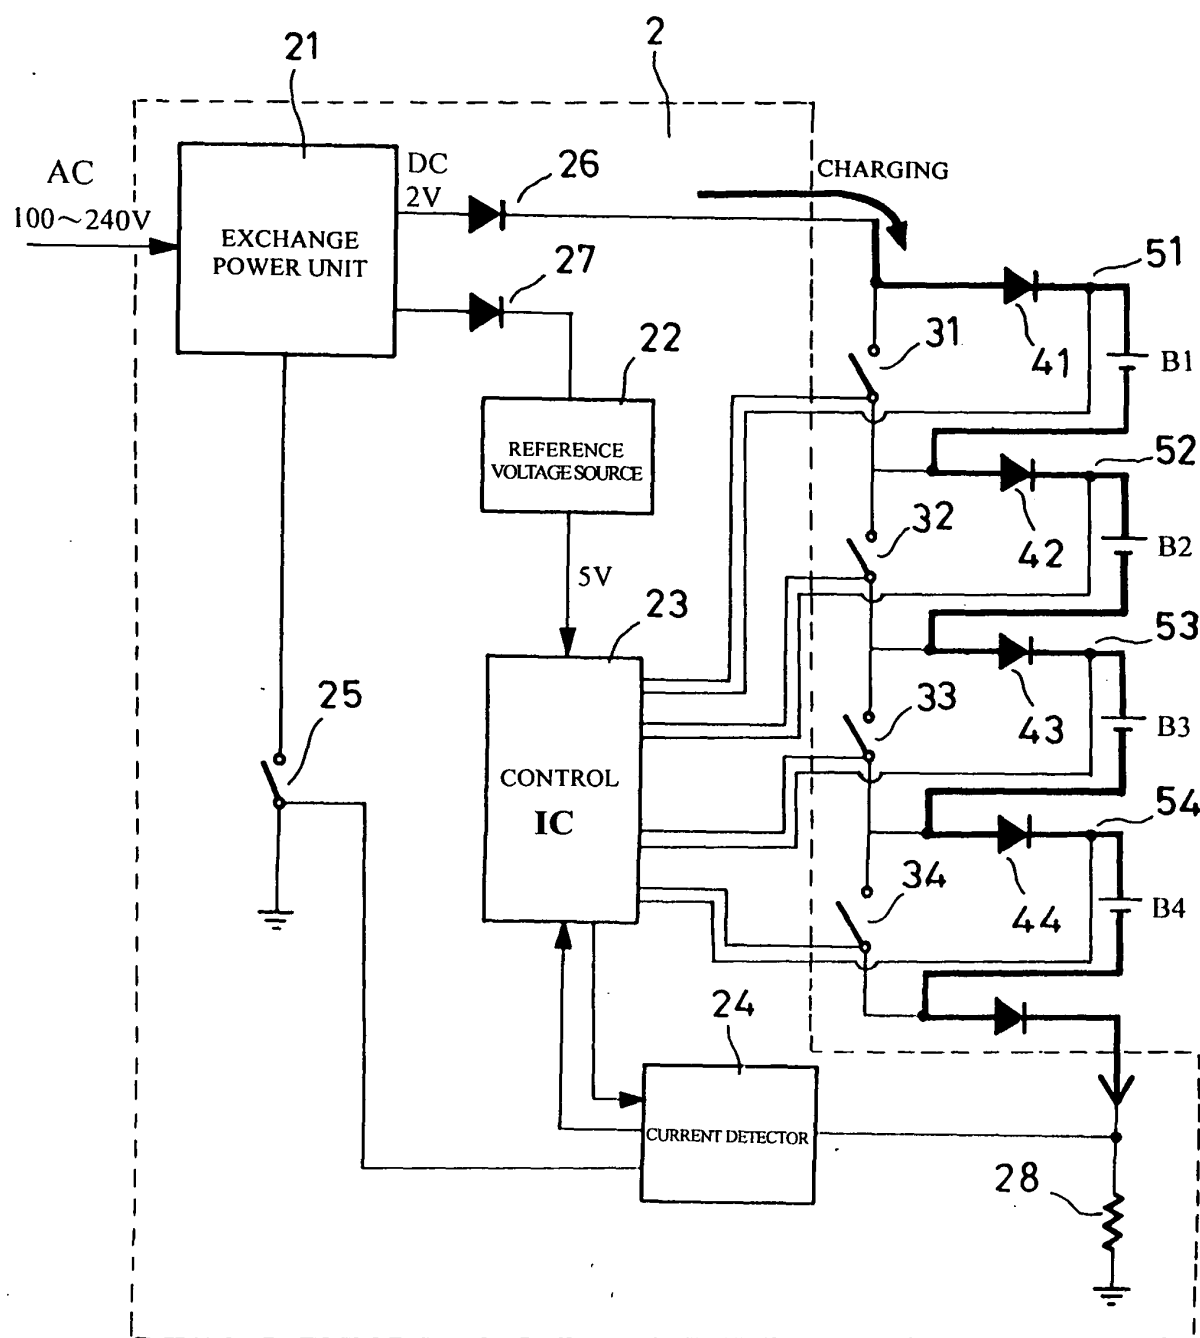 2
21
AC
100~240V
EXCHANGE
POWER UNIT
DC
2V
26
CHARGING
27
51
41
B1
31
22
REFERENCE
VOLTAGE SOURCE
52
42
B2
32
5V
23
53
43
B3
33
25
CONTROL
IC
54
44
B4
34
24
CURRENT DETECTOR
28